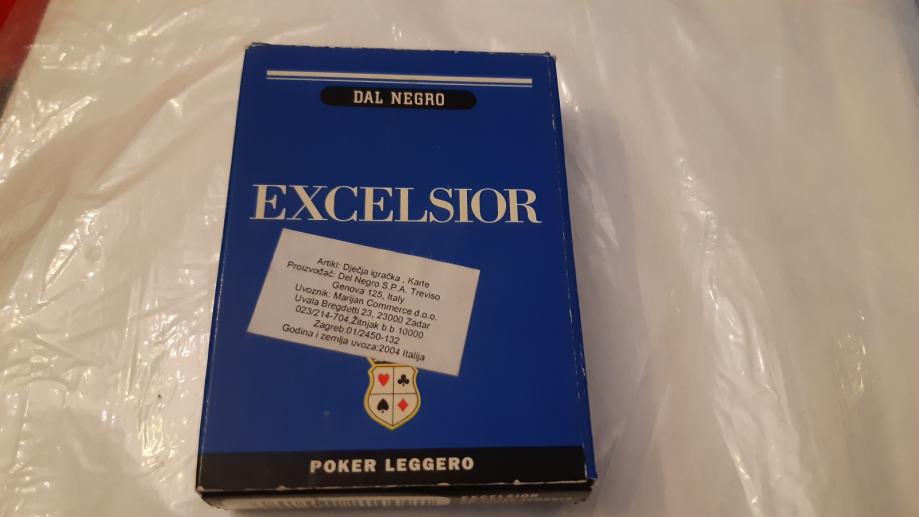 DAL NEGRO
EXCELSIOR
Artikl: Dječja igračka , Karte
Proizvođač: Del Negro S.P.A. Treviso
Genova 125, Italy
Uvoznik: Marijan Commerce d.o.o.
Uvala Bregdetti 23, 23000 Zadar
023/214-704,Žitnjak b.b 10000
Zagreb:01/2450-132
Godina i zemlja uvoza:2004 Italija
POKER LEGGERO
EXCELSIOR